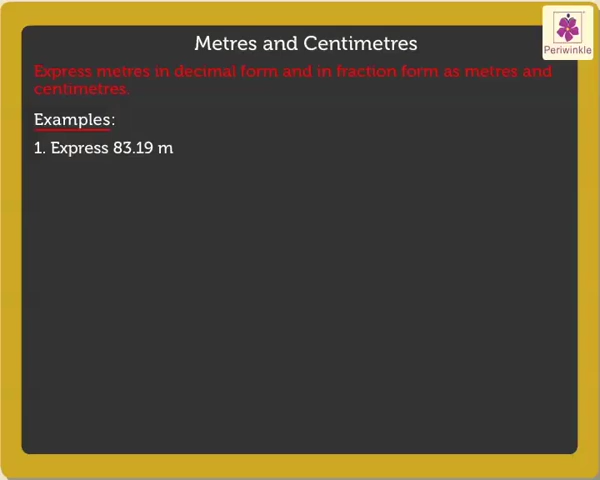 Metres and Centimetres
Periwinkle
Express metres in decimal form and in fraction form as metres and
centimetres.
Examples:
1. Express 83.19 m